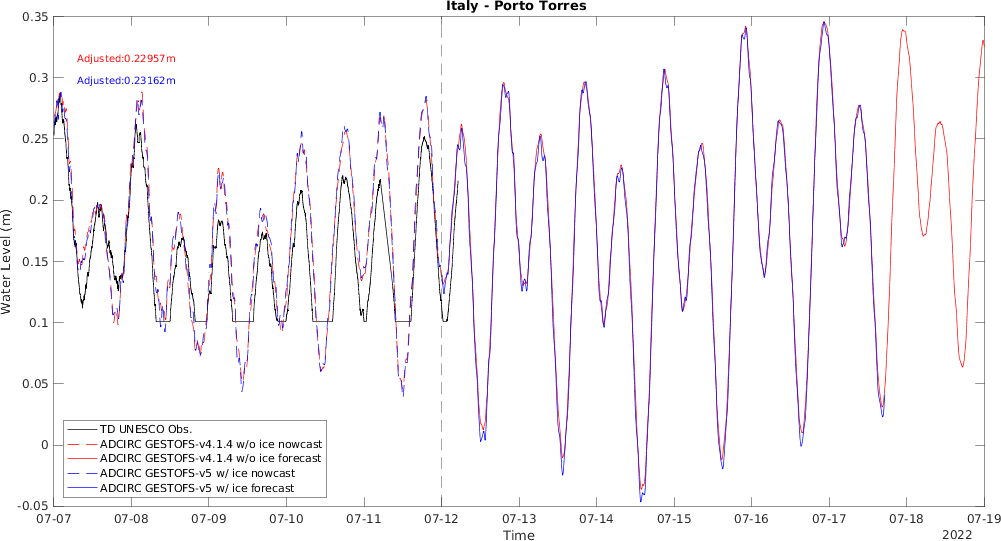 Italy - Porto Torres
0.35
0.3
0.25
0.2
0.15
0.1
0.05
0
-0.05
Water Level (m)
Adjusted:0.22957m
Adjusted:0.23162m
TD UNESCO Obs.
ADCIRC GESTOFS-v4.1.4 w/o ice nowcast
ADCIRC GESTOFS-v4.1.4 w/o ice forecast
ADCIRC GESTOFS-v5 w/ ice nowcast
ADCIRC GESTOFS-v5 w/ ice forecast
07-07 07-08 07-09 07-10 07-11 07-12 07-13 07-14 07-15 07-16 07-17 07-18 07-19
Time
2022